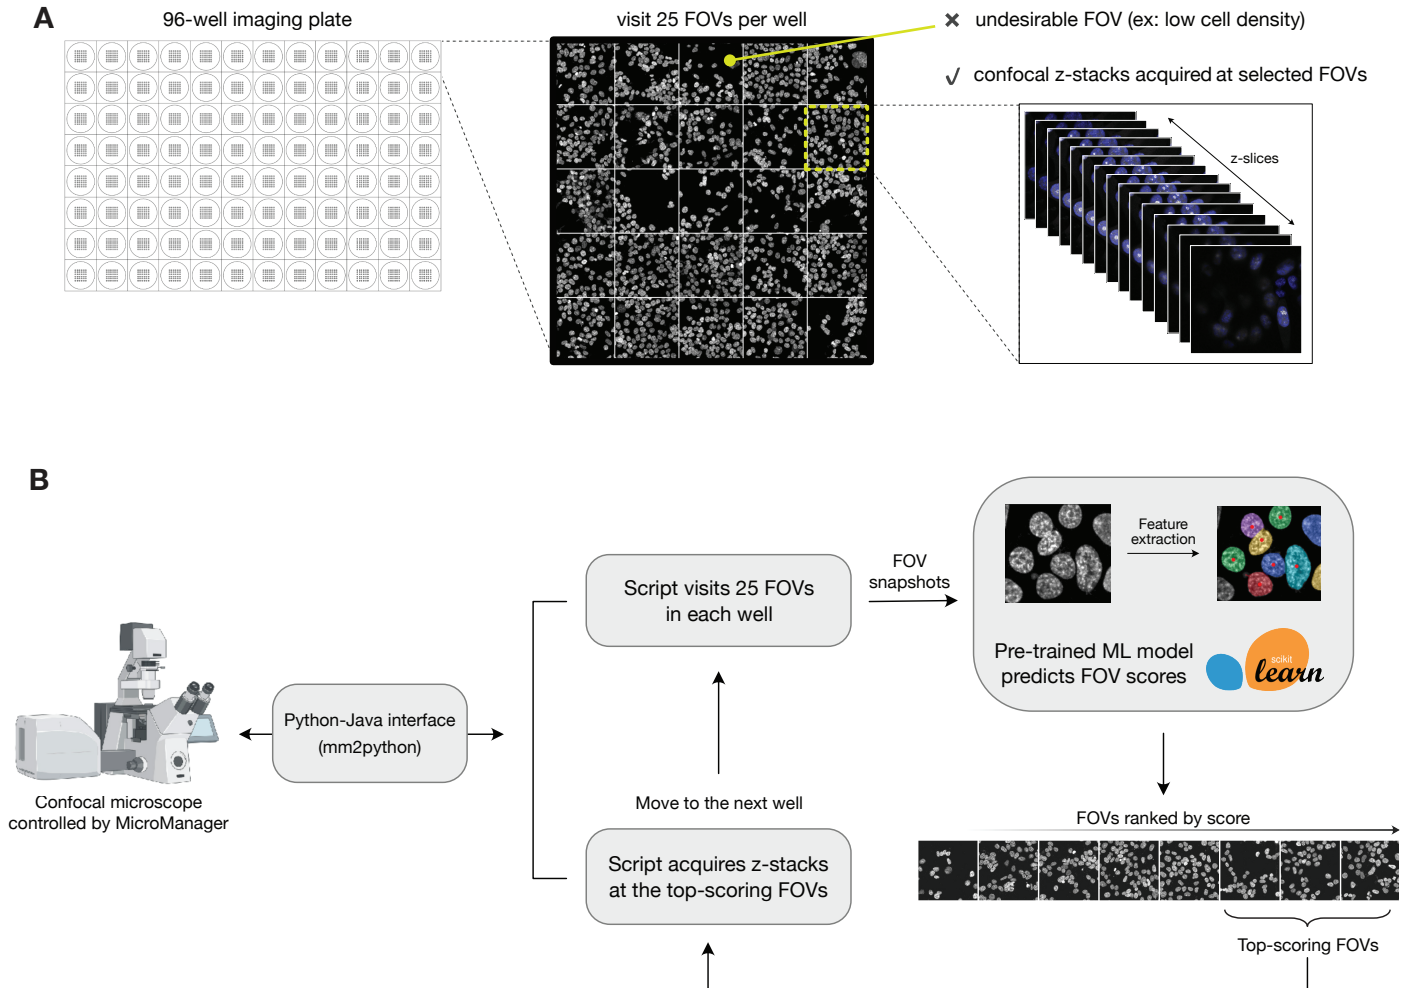 A
96-well imaging plate
visit 25 FOVs per well
undesirable FOV (ex: low cell density)
confocal z-stacks acquired at selected FOVs
z-slices
B
Script visits 25 FOVs
in each well
FOV
snapshots
Feature
extraction
Pre-trained ML model
predicts FOV scores
scikit
learn
Python-Java interface
(mm2python)
Confocal microscope
controlled by MicroManager
Move to the next well
Script acquires z-stacks
at the top-scoring FOVs
FOVs ranked by score
Top-scoring FOVs